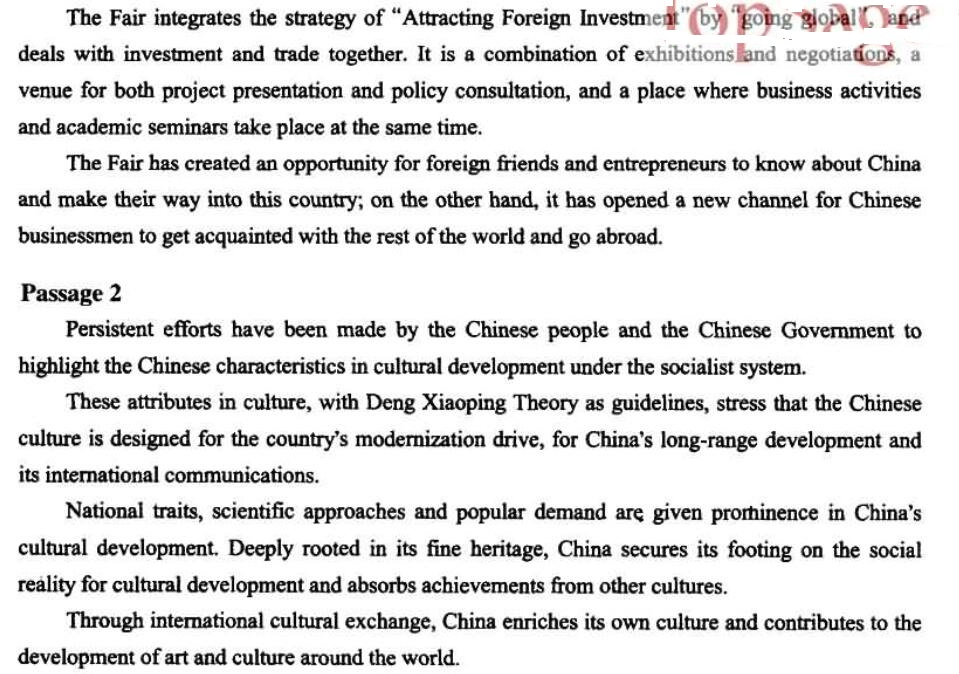 The Fair integrates the strategy of “Attracting Foreign Investment” by “going global”, and
deals with investment and trade together. It is a combination of exhibitions and negotiations, a
venue for both project presentation and policy consultation, and a place where business activities
and academic seminars take place at the same time.
The Fair has created an opportunity for foreign friends and entrepreneurs to know about China
and make their way into this country; on the other hand, it has opened a new channel for Chinese
businessmen to get acquainted with the rest of the world and go abroad.
Passage 2
Persistent efforts have been made by the Chinese people and the Chinese Government to
highlight the Chinese characteristics in cultural development under the socialist system.
These attributes in culture, with Deng Xiaoping Theory as guidelines, stress that the Chinese
culture is designed for the country’s modernization drive, for China’s long-range development and
its international communications.
National traits, scientific approaches and popular demand are given prominence in China’s
cultural development. Deeply rooted in its fine heritage, China secures its footing on the social
reality for cultural development and absorbs achievements from other cultures.
Through international cultural exchange, China enriches its own culture and contributes to the
development of art and culture around the world.